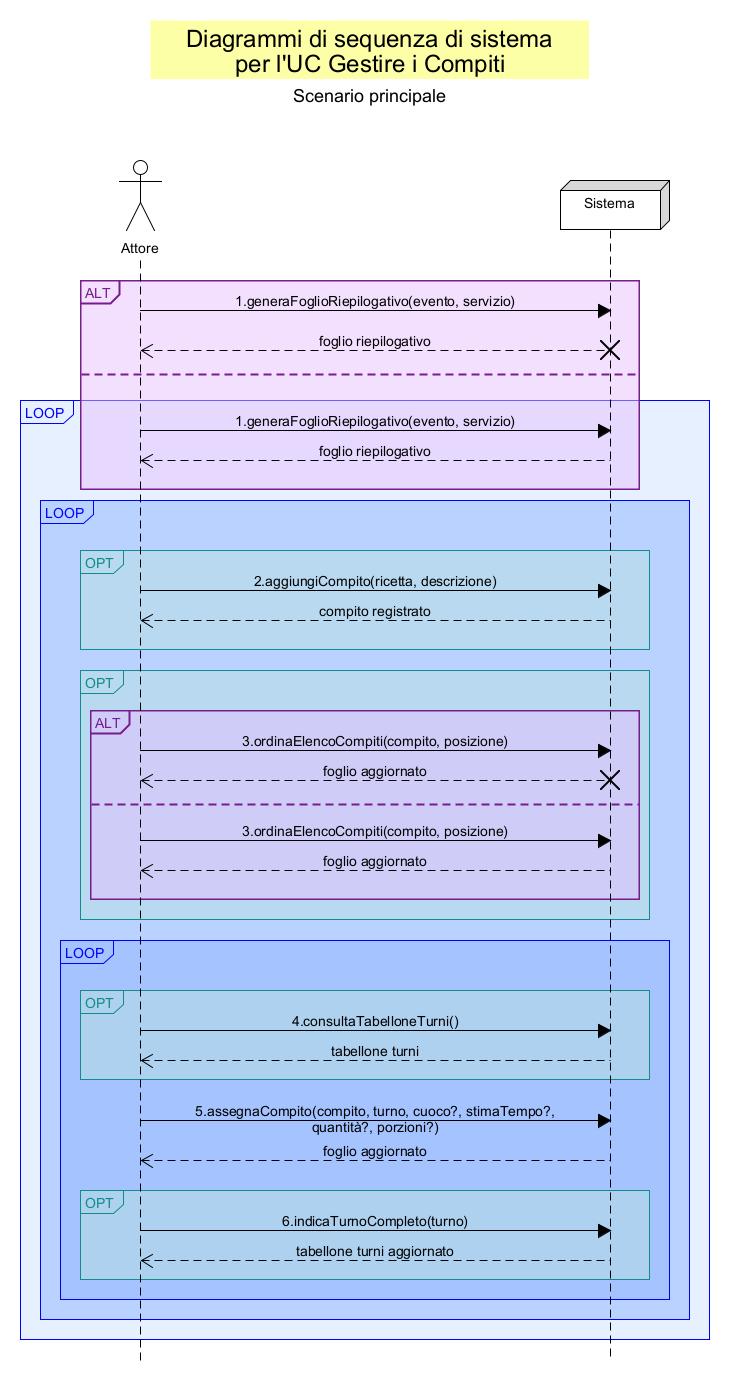 Diagrammi di sequenza di sistema
per l'UC Gestire i Compiti
Scenario principale
Sistema
Attore
ALT
1.generaFoglioRiepilogativo(evento, servizio)
foglio riepilogativo
LOOP
1.generaFoglioRiepilogativo(evento, servizio)
foglio riepilogativo
LOOP
OPT
2.aggiungiCompito(ricetta, descrizione)
compito registrato
OPT
ALT
3.ordinaElencoCompiti(compito, posizione)
foglio aggiornato
3.ordinaElencoCompiti(compito, posizione)
foglio aggiornato
LOOP
OPT
4.consultaTabelloneTurni()
tabellone turni
5.assegnaCompito(compito, turno, cuoco?, stimaTempo?,
quantità?, porzioni?)
foglio aggiornato
OPT
6.indicaTurnoCompleto(turno)
tabellone turni aggiornato